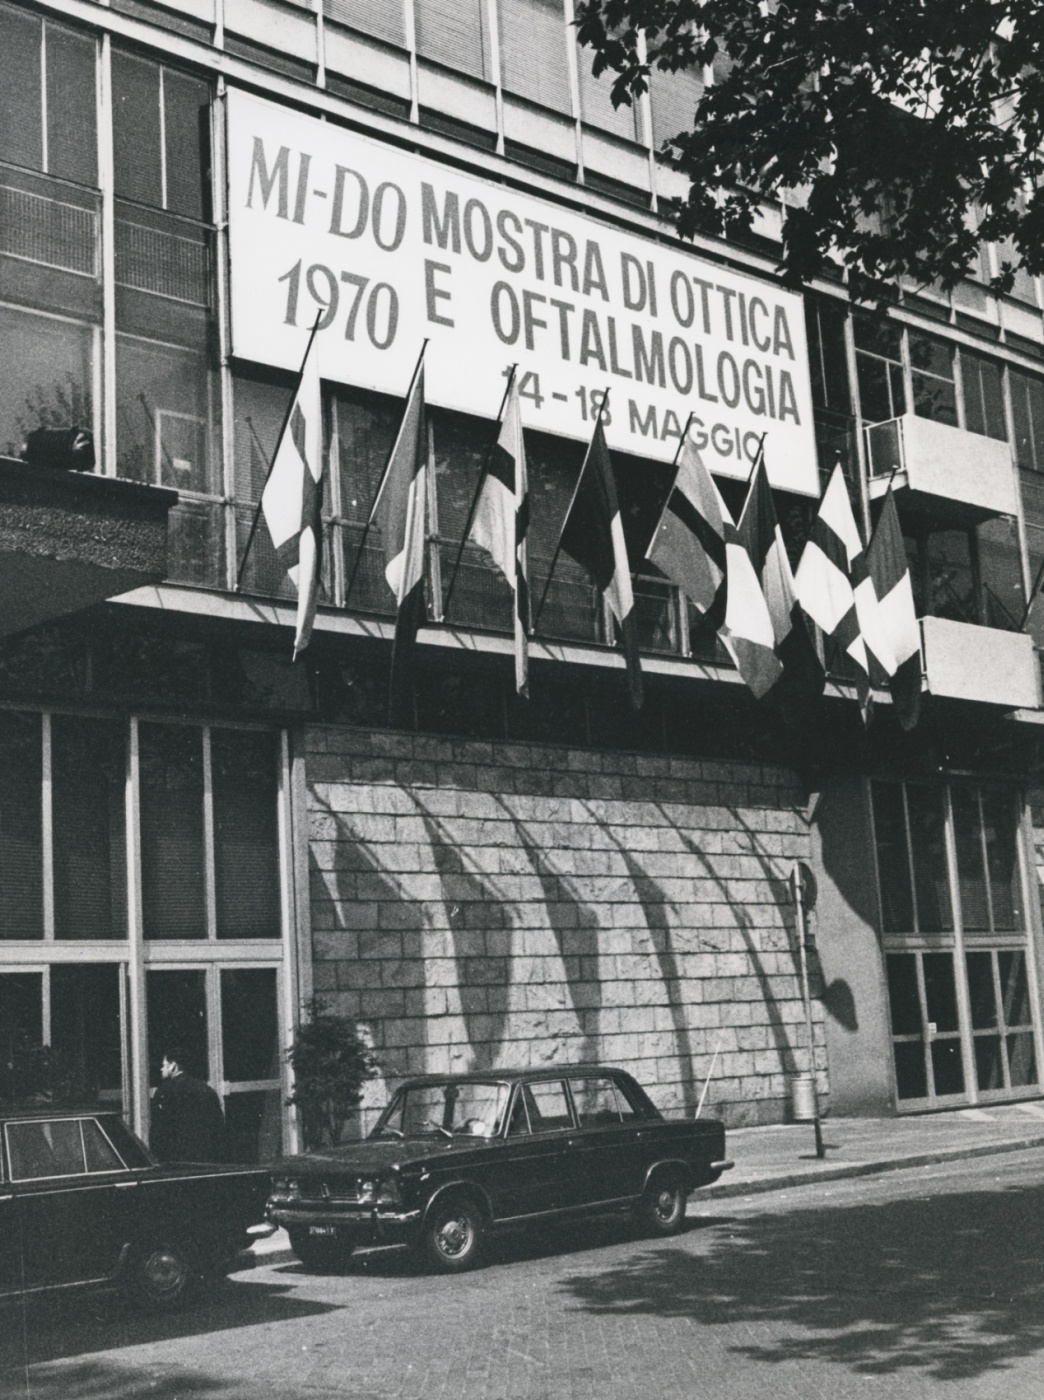 MI-DO MOSTRA DI OTTICA
1970 E OFTALMOLOGIA
14-18 MAGGIO